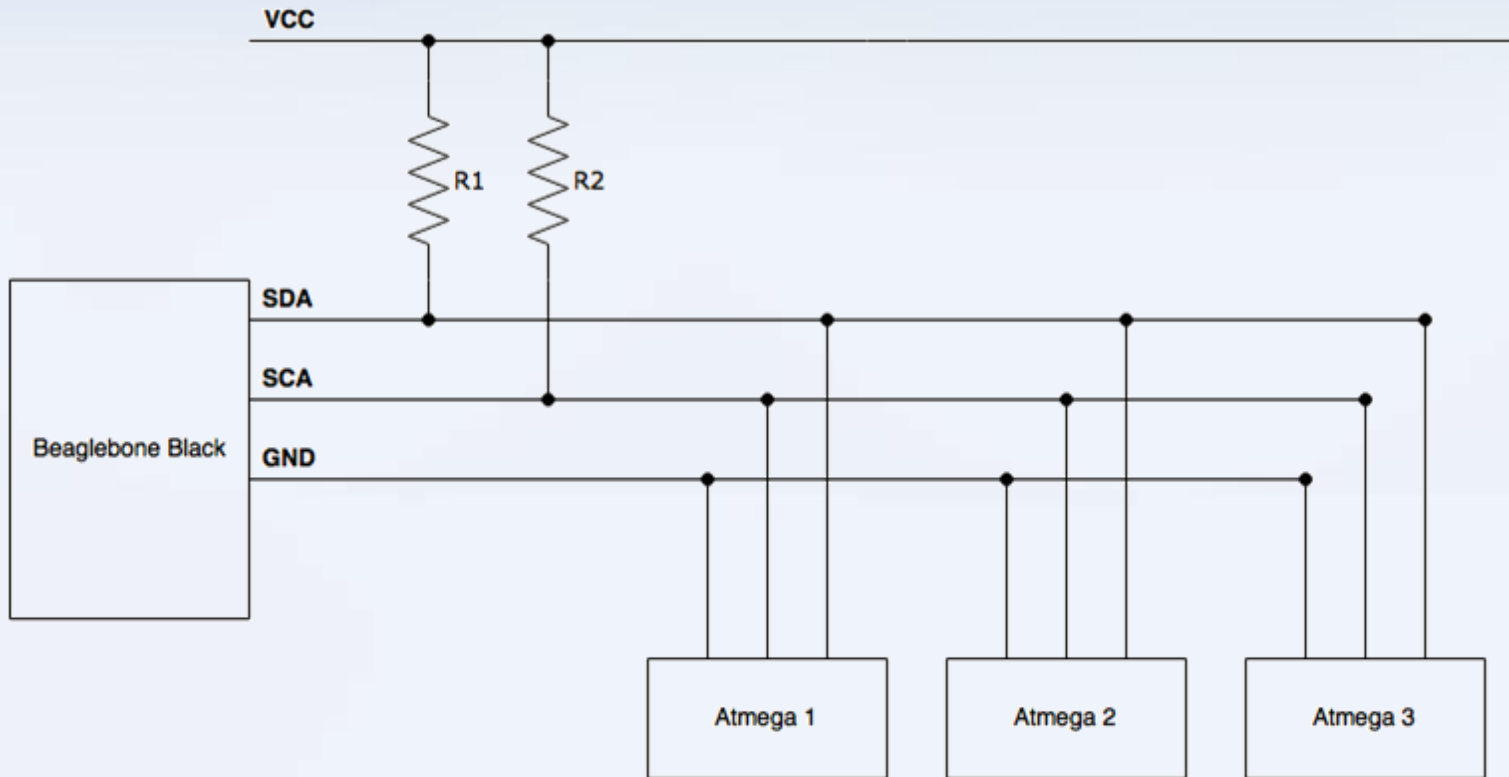 VCC
R1
R2
SDA
SCA
Beaglebone Black
GND
Atmega 1
Atmega 2
Atmega 3